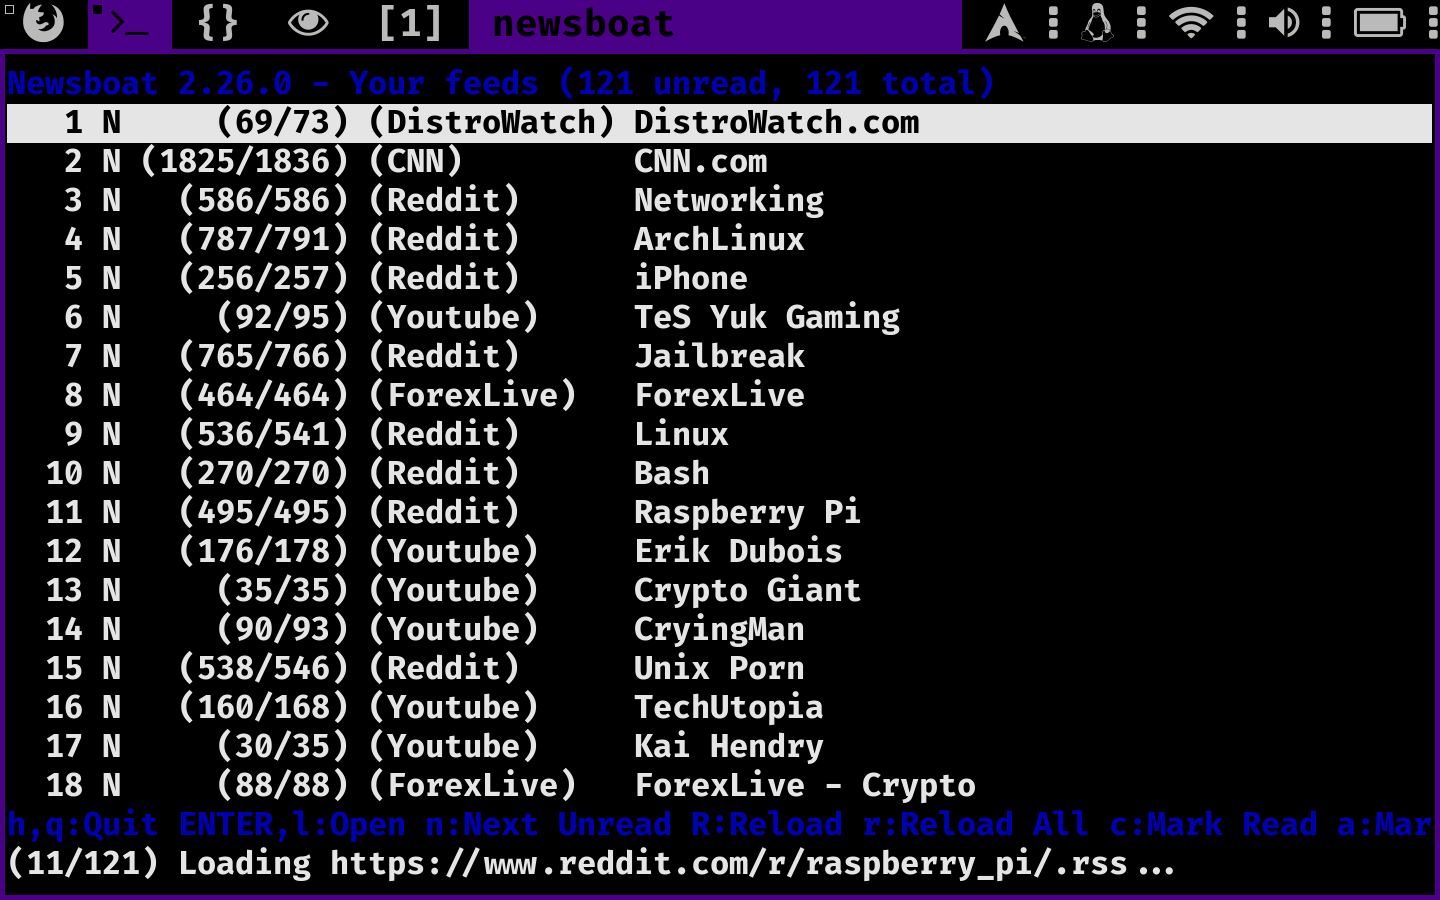 >_ {} [1] newsboat
Newsboat 2.26.0 - Your feeds (121 unread, 121 total)
1 N (69/73) (DistroWatch) DistroWatch.com
2 N (1825/1836) (CNN) CNN.com
3 N (586/586) (Reddit) Networking
4 N (787/791) (Reddit) ArchLinux
5 N (256/257) (Reddit) iPhone
6 N (92/95) (Youtube) TeS Yuk Gaming
7 N (765/766) (Reddit) Jailbreak
8 N (464/464) (ForexLive) ForexLive
9 N (536/541) (Reddit) Linux
10 N (270/270) (Reddit) Bash
11 N (495/495) (Reddit) Raspberry Pi
12 N (176/178) (Youtube) Erik Dubois
13 N (35/35) (Youtube) Crypto Giant
14 N (90/93) (Youtube) CryingMan
15 N (538/546) (Reddit) Unix Porn
16 N (160/168) (Youtube) TechUtopia
17 N (30/35) (Youtube) Kai Hendry
18 N (88/88) (ForexLive) ForexLive - Crypto
h,q:Quit ENTER,l:Open n:Next Unread R:Reload r:Reload All c:Mark Read a:Mar
(11/121) Loading https://www.reddit.com/r/raspberry_pi/.rss...